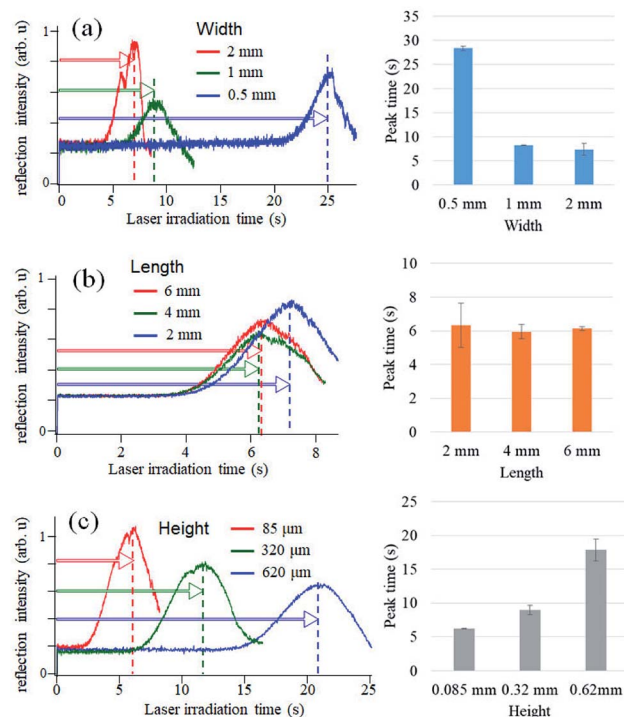 (a)
Width
2 mm
1 mm
0.5 mm
reflection intensity (arb. u)
1
0
0 5 10 15 20 25
Laser irradiation time (s)
Peak time (s)
35
30
25
20
15
10
5
0
0.5 mm 1 mm 2 mm
Width
(b)
Length
6 mm
4 mm
2 mm
reflection intensity (arb. u)
1
0
0 2 4 6 8
Laser irradiation time (s)
Peak time (s)
10
8
6
4
2
0
2 mm 4 mm 6 mm
Length
(c)
Height
85 μm
320 μm
620 μm
reflection intensity (arb. u)
1
0
0 5 10 15 20 25
Laser irradiation time (s)
Peak time (s)
25
20
15
10
5
0
0.085 mm 0.32 mm 0.62mm
Height